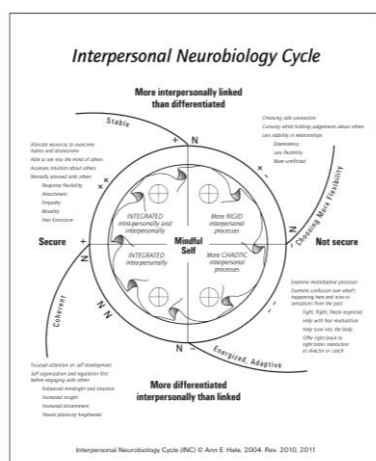 Interpersonal Neurobiology Cycle
More interpersonally linked
than differentiated
Stable
Choosing safe connection
Curiosity while holding judgements about others
Less stability in relationships
Dependency
Less flexibility
More conflicted
Allocate resources to overcome
habits and distractions
Able to see into the mind of others
Accesses intuition about others
Mentally attuned with others
Response flexibility
Attachment
Empathy
Morality
Fear Extinction
Choosing More Flexibility
+ N
INTEGRATED
intra-personally and
interpersonally
More RIGID
interpersonal
processes
Secure
+
N
Mindful
Self
N
-
Not secure
INTEGRATED
intra-personally
More CHAOTIC
interpersonal
processes
Coherent
N N
N -
Energized, Adaptive
Examine maladaptive processes
Examine confusion over what's
happening here and now vs
sensations from the past
Fight, flight, freeze responses
Help with fear modulation
Help tune into the body
Offer right brain to
right brain interaction
as director or coach
Focused attention on self development
Self organization and regulation first
before engaging with others
Enhanced mindsight and intuition
Increased insight
Increased discernment
Neural plasticity heightened
More differentiated
interpersonally than linked
Interpersonal Neurobiology Cycle (INC) © Ann E. Hale, 2004. Rev. 2010, 2011